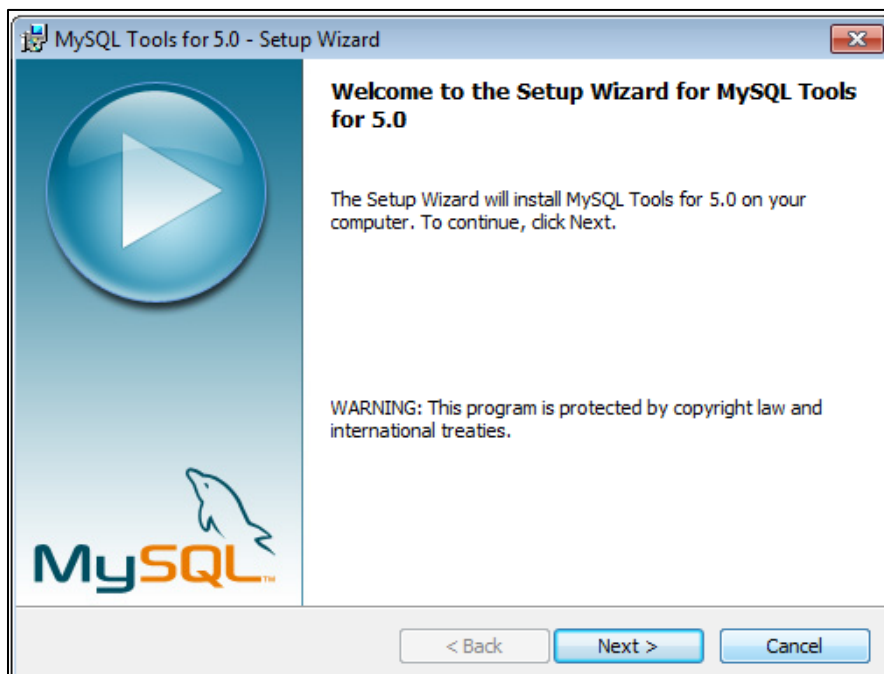 MySQL Tools for 5.0 - Setup Wizard
Welcome to the Setup Wizard for MySQL Tools
for 5.0
The Setup Wizard will install MySQL Tools for 5.0 on your
computer. To continue, click Next.
WARNING: This program is protected by copyright law and
international treaties.
MySQL™
< Back
Next >
Cancel